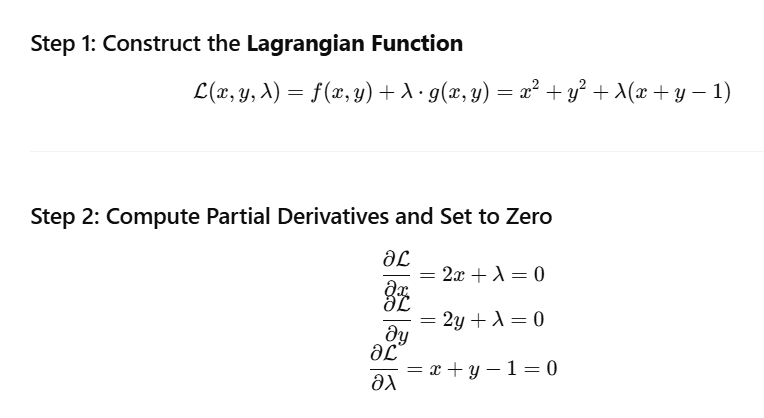 Step 1: Construct the Lagrangian Function
ℒ(x, y, λ) = f(x, y) + λ · g(x, y) = x² + y² + λ(x + y − 1)
Step 2: Compute Partial Derivatives and Set to Zero
∂ℒ/∂x = 2x + λ = 0
∂ℒ/∂y = 2y + λ = 0
∂ℒ/∂λ = x + y − 1 = 0